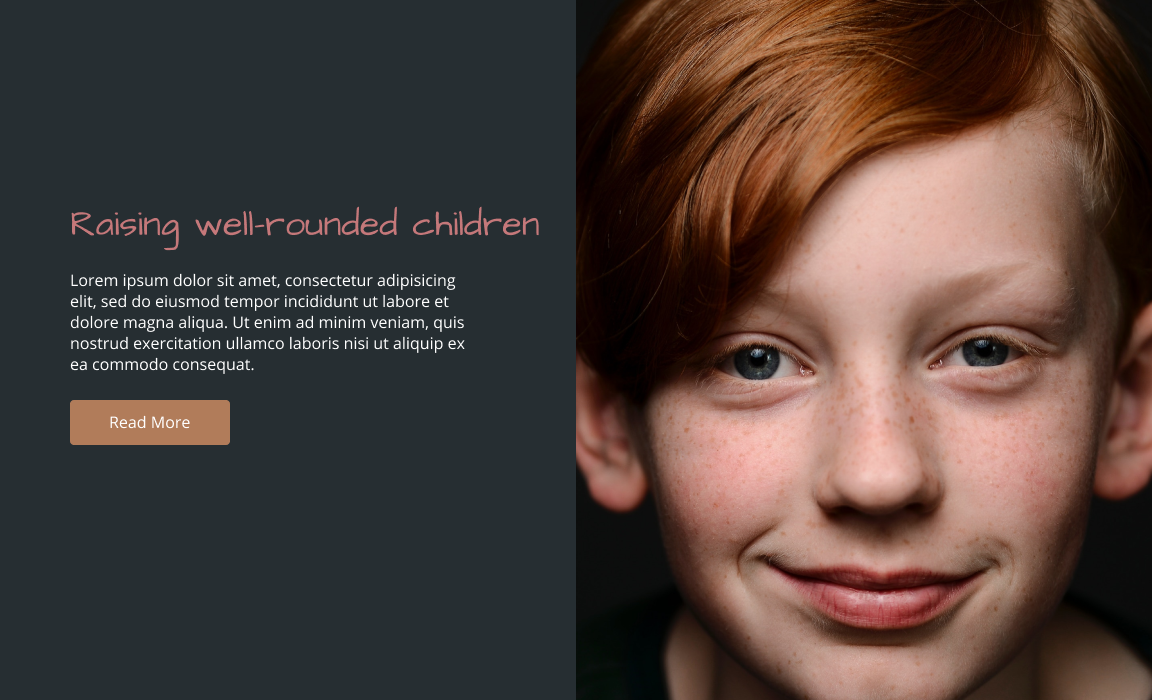 Raising well-rounded children
Lorem ipsum dolor sit amet, consectetur adipisicing
elit, sed do eiusmod tempor incididunt ut labore et
dolore magna aliqua. Ut enim ad minim veniam, quis
nostrud exercitation ullamco laboris nisi ut aliquip ex
ea commodo consequat.
Read More